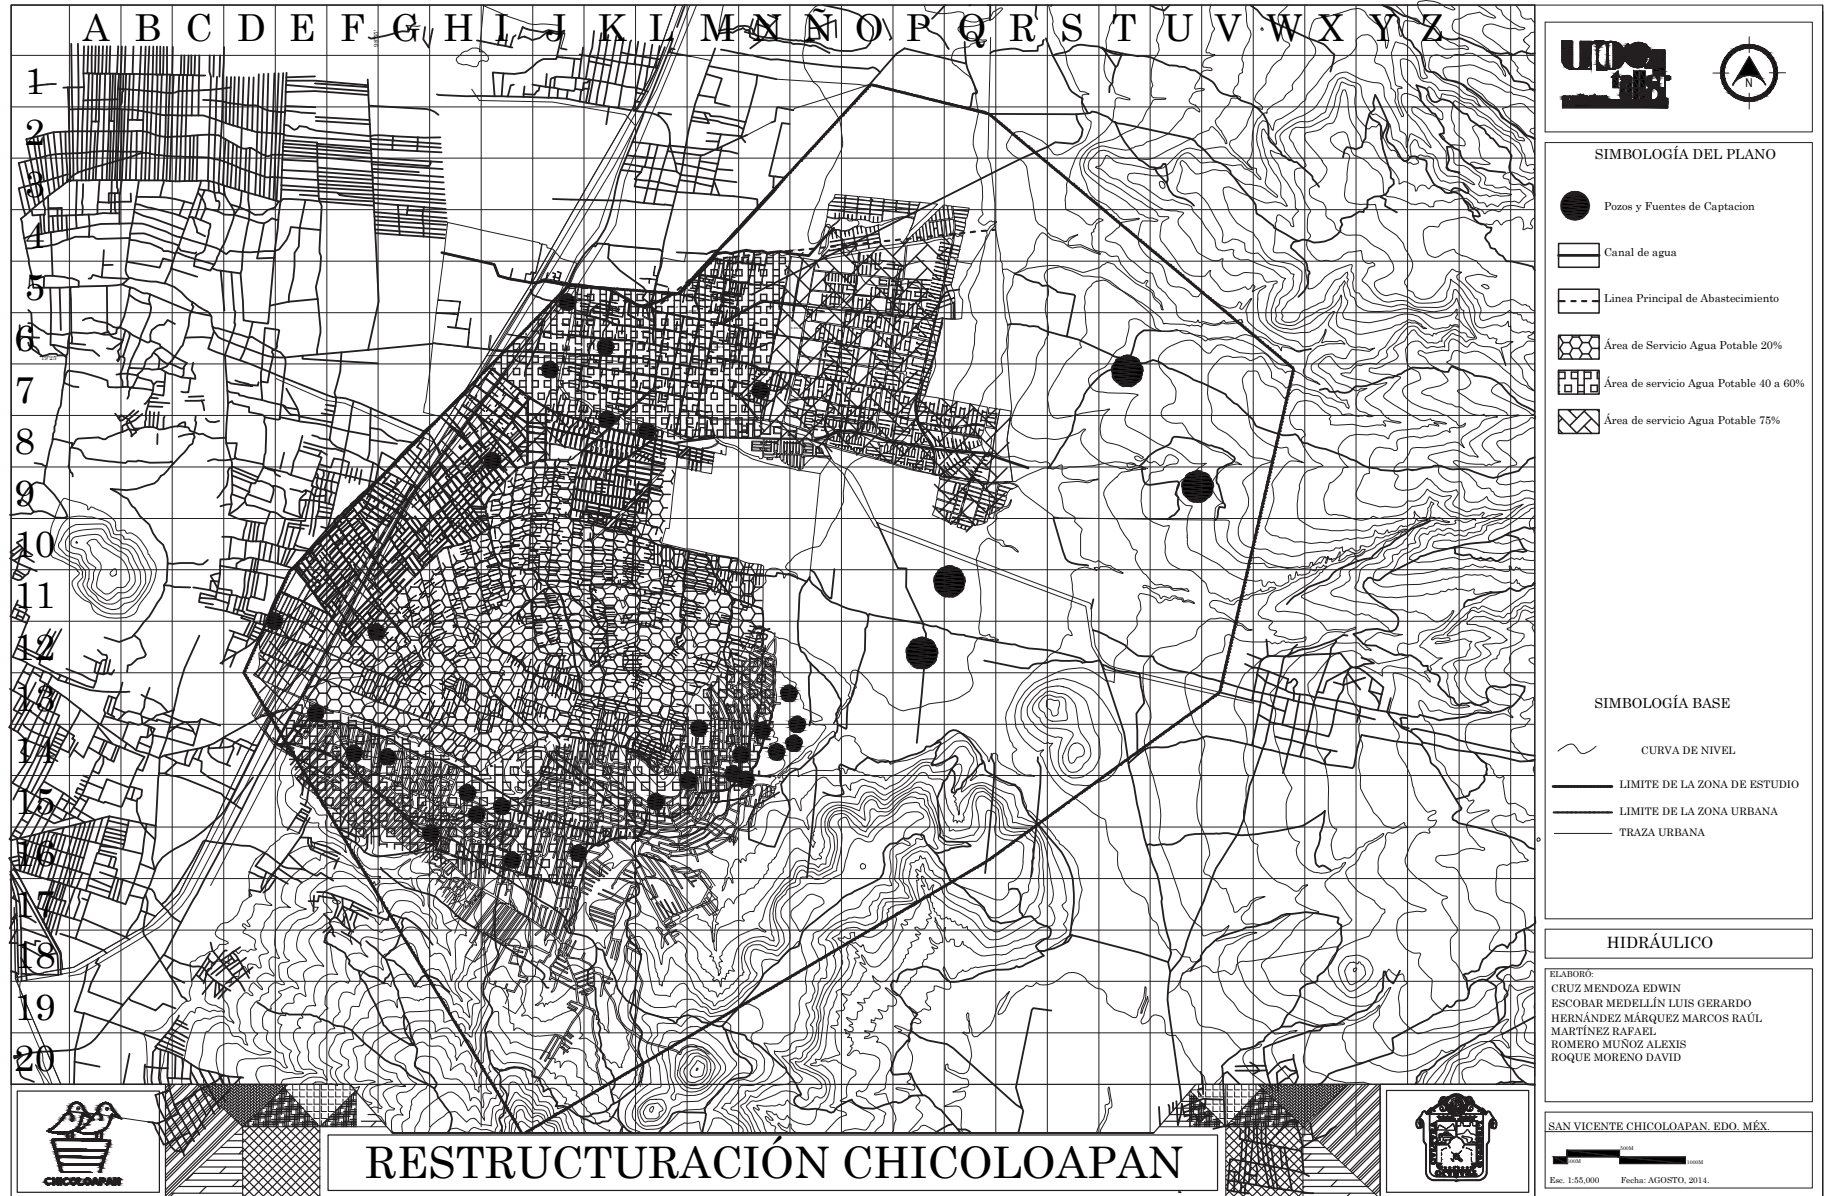 A B C D E F G H I J K L M N Ñ O P Q R S T U V W X Y Z
1
2
3
4
5
6
7
8
9
10
11
12
13
14
15
16
17
18
19
20
N
SIMBOLOGÍA DEL PLANO
Pozos y Fuentes de Captacion
Canal de agua
Linea Principal de Abastecimiento
Área de Servicio Agua Potable 20%
Área de servicio Agua Potable 40 a 60%
Área de servicio Agua Potable 75%
SIMBOLOGÍA BASE
CURVA DE NIVEL
LIMITE DE LA ZONA DE ESTUDIO
LIMITE DE LA ZONA URBANA
TRAZA URBANA
HIDRÁULICO
ELABORÓ:
CRUZ MENDOZA EDWIN
ESCOBAR MEDELLÍN LUIS GERARDO
HERNÁNDEZ MÁRQUEZ MARCOS RAÚL
MARTÍNEZ RAFAEL
ROMERO MUÑOZ ALEXIS
ROQUE MORENO DAVID
SAN VICENTE CHICOLOAPAN. EDO. MÉX.
Esc. 1:55,000 Fecha: AGOSTO, 2014.
CHICOLOAPAN
RESTRUCTURACIÓN CHICOLOAPAN